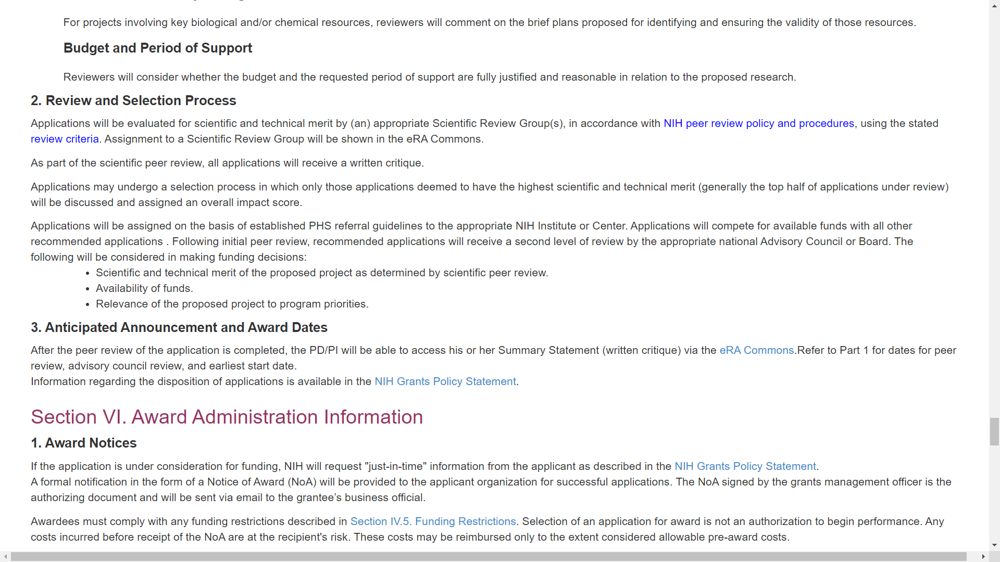 For projects involving key biological and/or chemical resources, reviewers will comment on the brief plans proposed for identifying and ensuring the validity of those resources.
Budget and Period of Support
Reviewers will consider whether the budget and the requested period of support are fully justified and reasonable in relation to the proposed research.
2. Review and Selection Process
Applications will be evaluated for scientific and technical merit by (an) appropriate Scientific Review Group(s), in accordance with NIH peer review policy and procedures, using the stated
review criteria. Assignment to a Scientific Review Group will be shown in the eRA Commons.
As part of the scientific peer review, all applications will receive a written critique.
Applications may undergo a selection process in which only those applications deemed to have the highest scientific and technical merit (generally the top half of applications under review)
will be discussed and assigned an overall impact score.
Applications will be assigned on the basis of established PHS referral guidelines to the appropriate NIH Institute or Center. Applications will compete for available funds with all other
recommended applications . Following initial peer review, recommended applications will receive a second level of review by the appropriate national Advisory Council or Board. The
following will be considered in making funding decisions:
• Scientific and technical merit of the proposed project as determined by scientific peer review.
• Availability of funds.
• Relevance of the proposed project to program priorities.
3. Anticipated Announcement and Award Dates
After the peer review of the application is completed, the PD/PI will be able to access his or her Summary Statement (written critique) via the eRA Commons.Refer to Part 1 for dates for peer
review, advisory council review, and earliest start date.
Information regarding the disposition of applications is available in the NIH Grants Policy Statement.
Section VI. Award Administration Information
1. Award Notices
If the application is under consideration for funding, NIH will request "just-in-time" information from the applicant as described in the NIH Grants Policy Statement.
A formal notification in the form of a Notice of Award (NoA) will be provided to the applicant organization for successful applications. The NoA signed by the grants management officer is the
authorizing document and will be sent via email to the grantee’s business official.
Awardees must comply with any funding restrictions described in Section IV.5. Funding Restrictions. Selection of an application for award is not an authorization to begin performance. Any
costs incurred before receipt of the NoA are at the recipient's risk. These costs may be reimbursed only to the extent considered allowable pre-award costs.